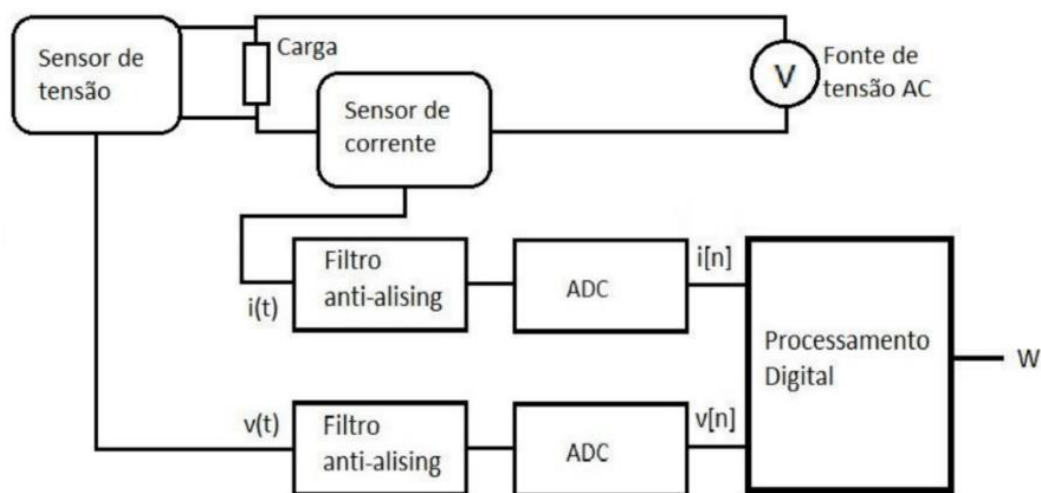 Sensor de
tensão
Carga
Sensor de
corrente
V
Fonte de
tensão AC
i(t)
Filtro
anti-alising
ADC
i[n]
v(t)
Filtro
anti-alising
ADC
v[n]
Processamento
Digital
W